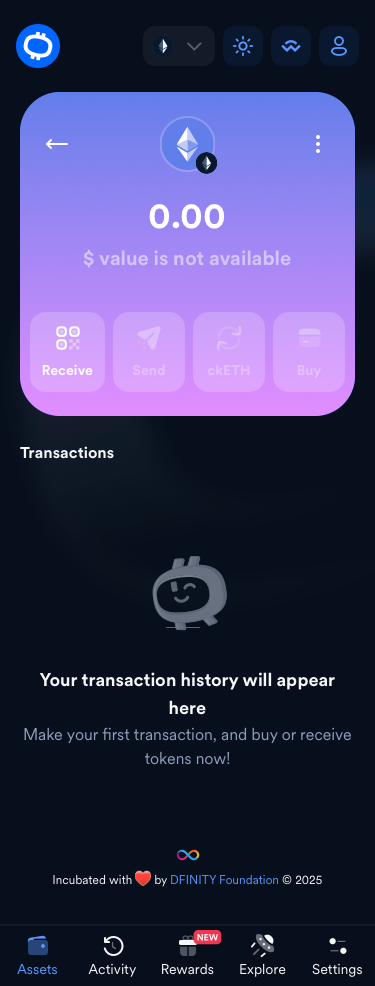 0.00
$ value is not available
Receive Send ckETH Buy
Transactions
Your transaction history will appear
here
Make your first transaction, and buy or receive
tokens now!
Incubated with ❤️ by DFINITY Foundation © 2025
NEW
Assets Activity Rewards Explore Settings